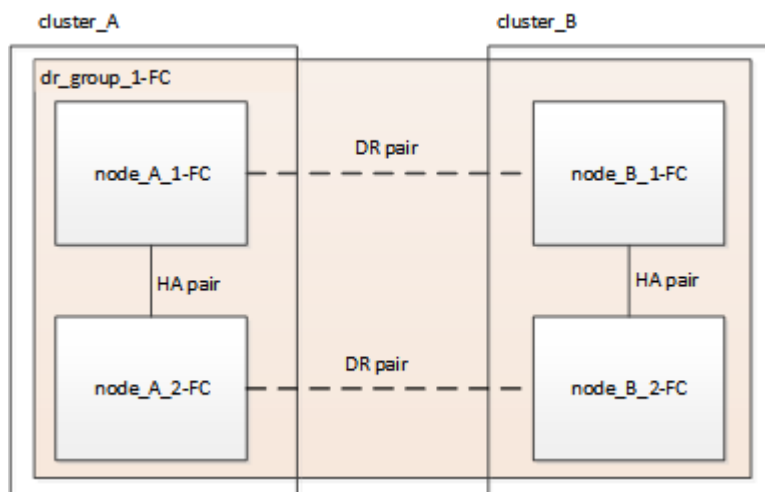 cluster_A
cluster_B
dr_group_1-FC
node_A_1-FC
DR pair
node_B_1-FC
HA pair
HA pair
node_A_2-FC
DR pair
node_B_2-FC